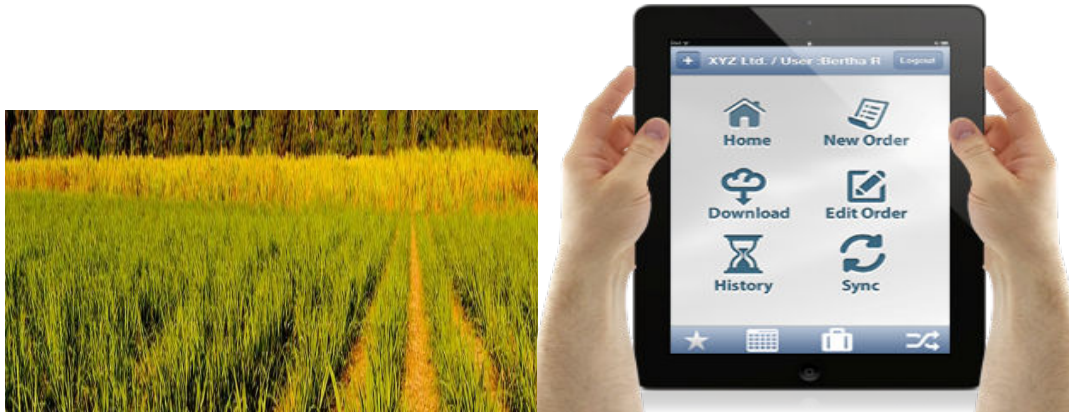 XYZ Ltd. / User :Bertha R
Logout
Home
New Order
Download
Edit Order
History
Sync